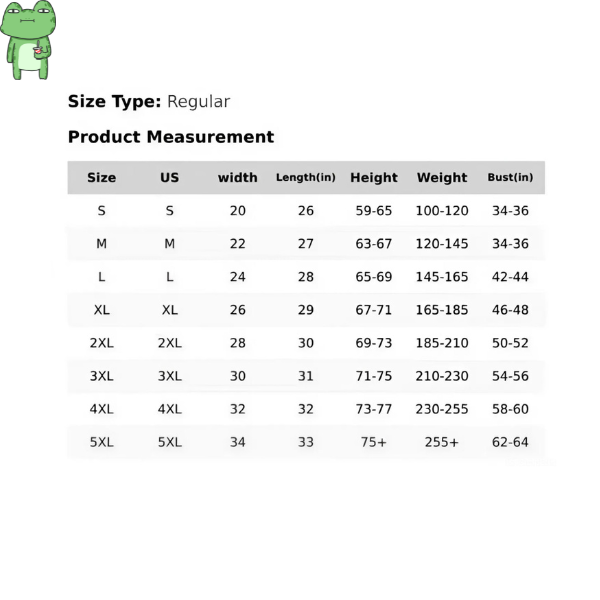 Size Type: Regular
Product Measurement
Size US width Length(in) Height Weight Bust(in)
S S 20 26 59-65 100-120 34-36
M M 22 27 63-67 120-145 34-36
L L 24 28 65-69 145-165 42-44
XL XL 26 29 67-71 165-185 46-48
2XL 2XL 28 30 69-73 185-210 50-52
3XL 3XL 30 31 71-75 210-230 54-56
4XL 4XL 32 32 73-77 230-255 58-60
5XL 5XL 34 33 75+ 255+ 62-64